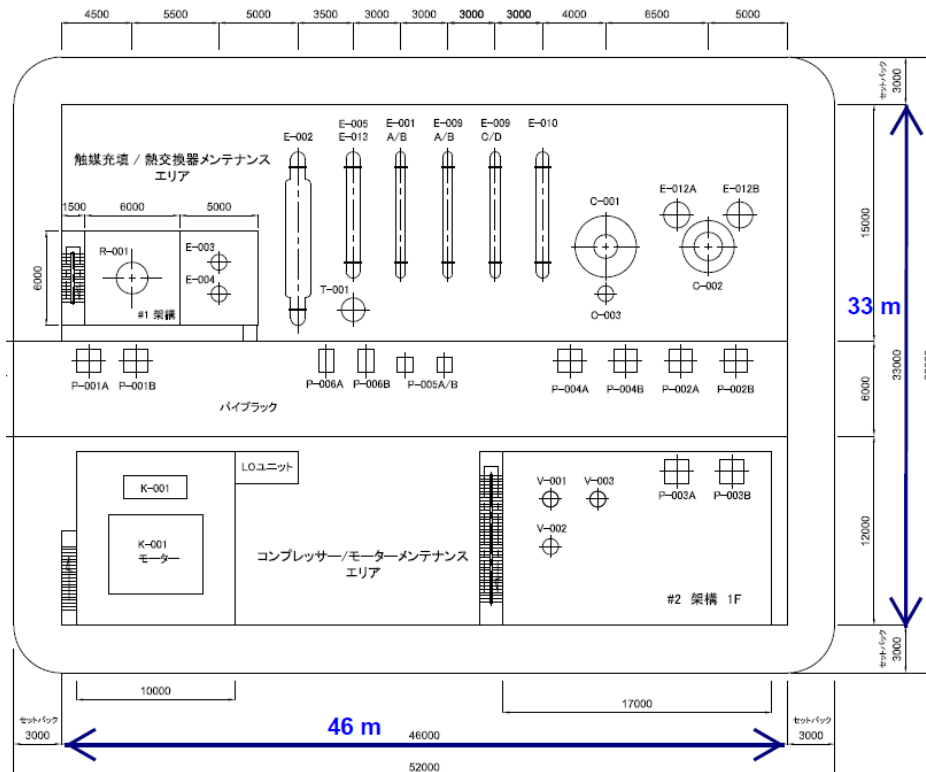 4500 5500 5000 3500 3000 3000 3000 3000 4000 6500 5000
セットバック
3000
E-002
E-005
E-013
E-001
A/B
E-009
A/B
E-009
C/D
E-010
触媒充填 / 熱交換器メンテナンス
エリア
1500 6000 5000
6000
R-001
E-003
E-004
#1 架構
T-001
C-001
C-003
E-012A
E-012B
C-002
15000
33 m
33000
6000
P-001A
P-001B
P-006A
P-006B
P-005A/B
P-004A
P-004B
P-002A
P-002B
パイプラック
LOユニット
K-001
K-001
モーター
コンプレッサー/モーターメンテナンス
エリア
V-001
V-003
V-002
P-003A
P-003B
#2 架構 1F
12000
セットバック
3000
10000
17000
セットバック
3000
46 m
46000
セットバック
3000
52000